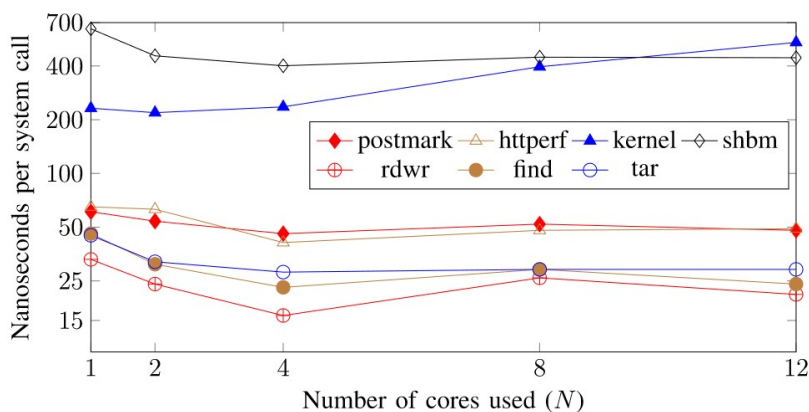 700
400
200
100
50
25
15
Nanoseconds per system call
postmark httperf kernel shbm
rdwr find tar
1 2 4 8 12
Number of cores used (N)